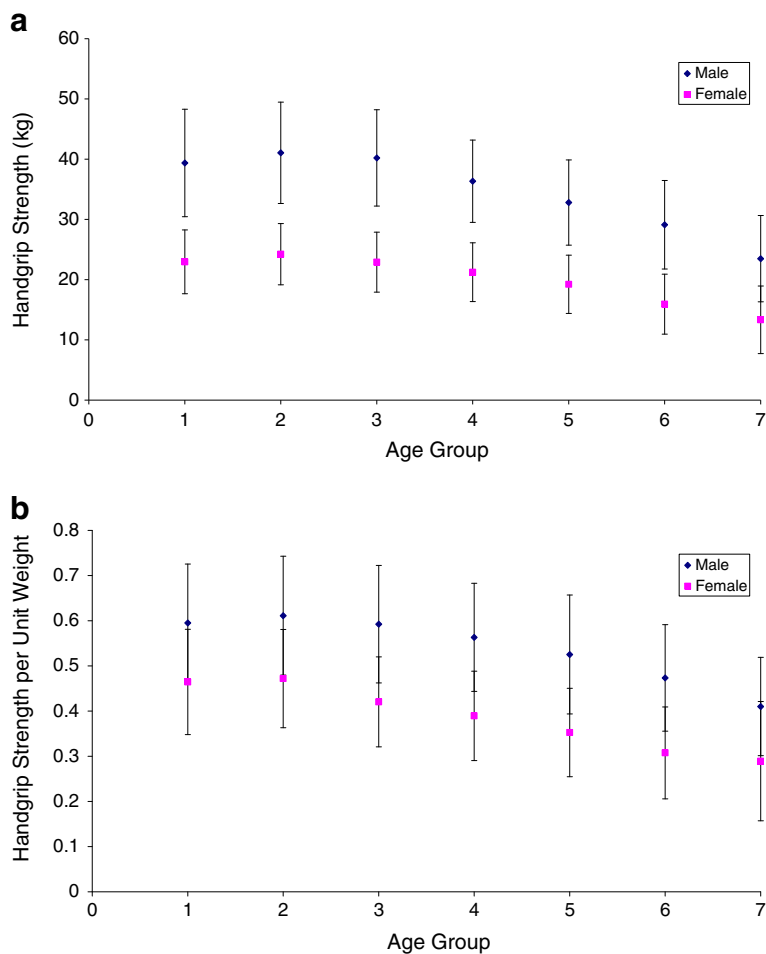 a
60
50
40
30
20
10
0
Handgrip Strength (kg)
Male
Female
0 1 2 3 4 5 6 7
Age Group
b
0.8
0.7
0.6
0.5
0.4
0.3
0.2
0.1
0
Handgrip Strength per Unit Weight
Male
Female
0 1 2 3 4 5 6 7
Age Group